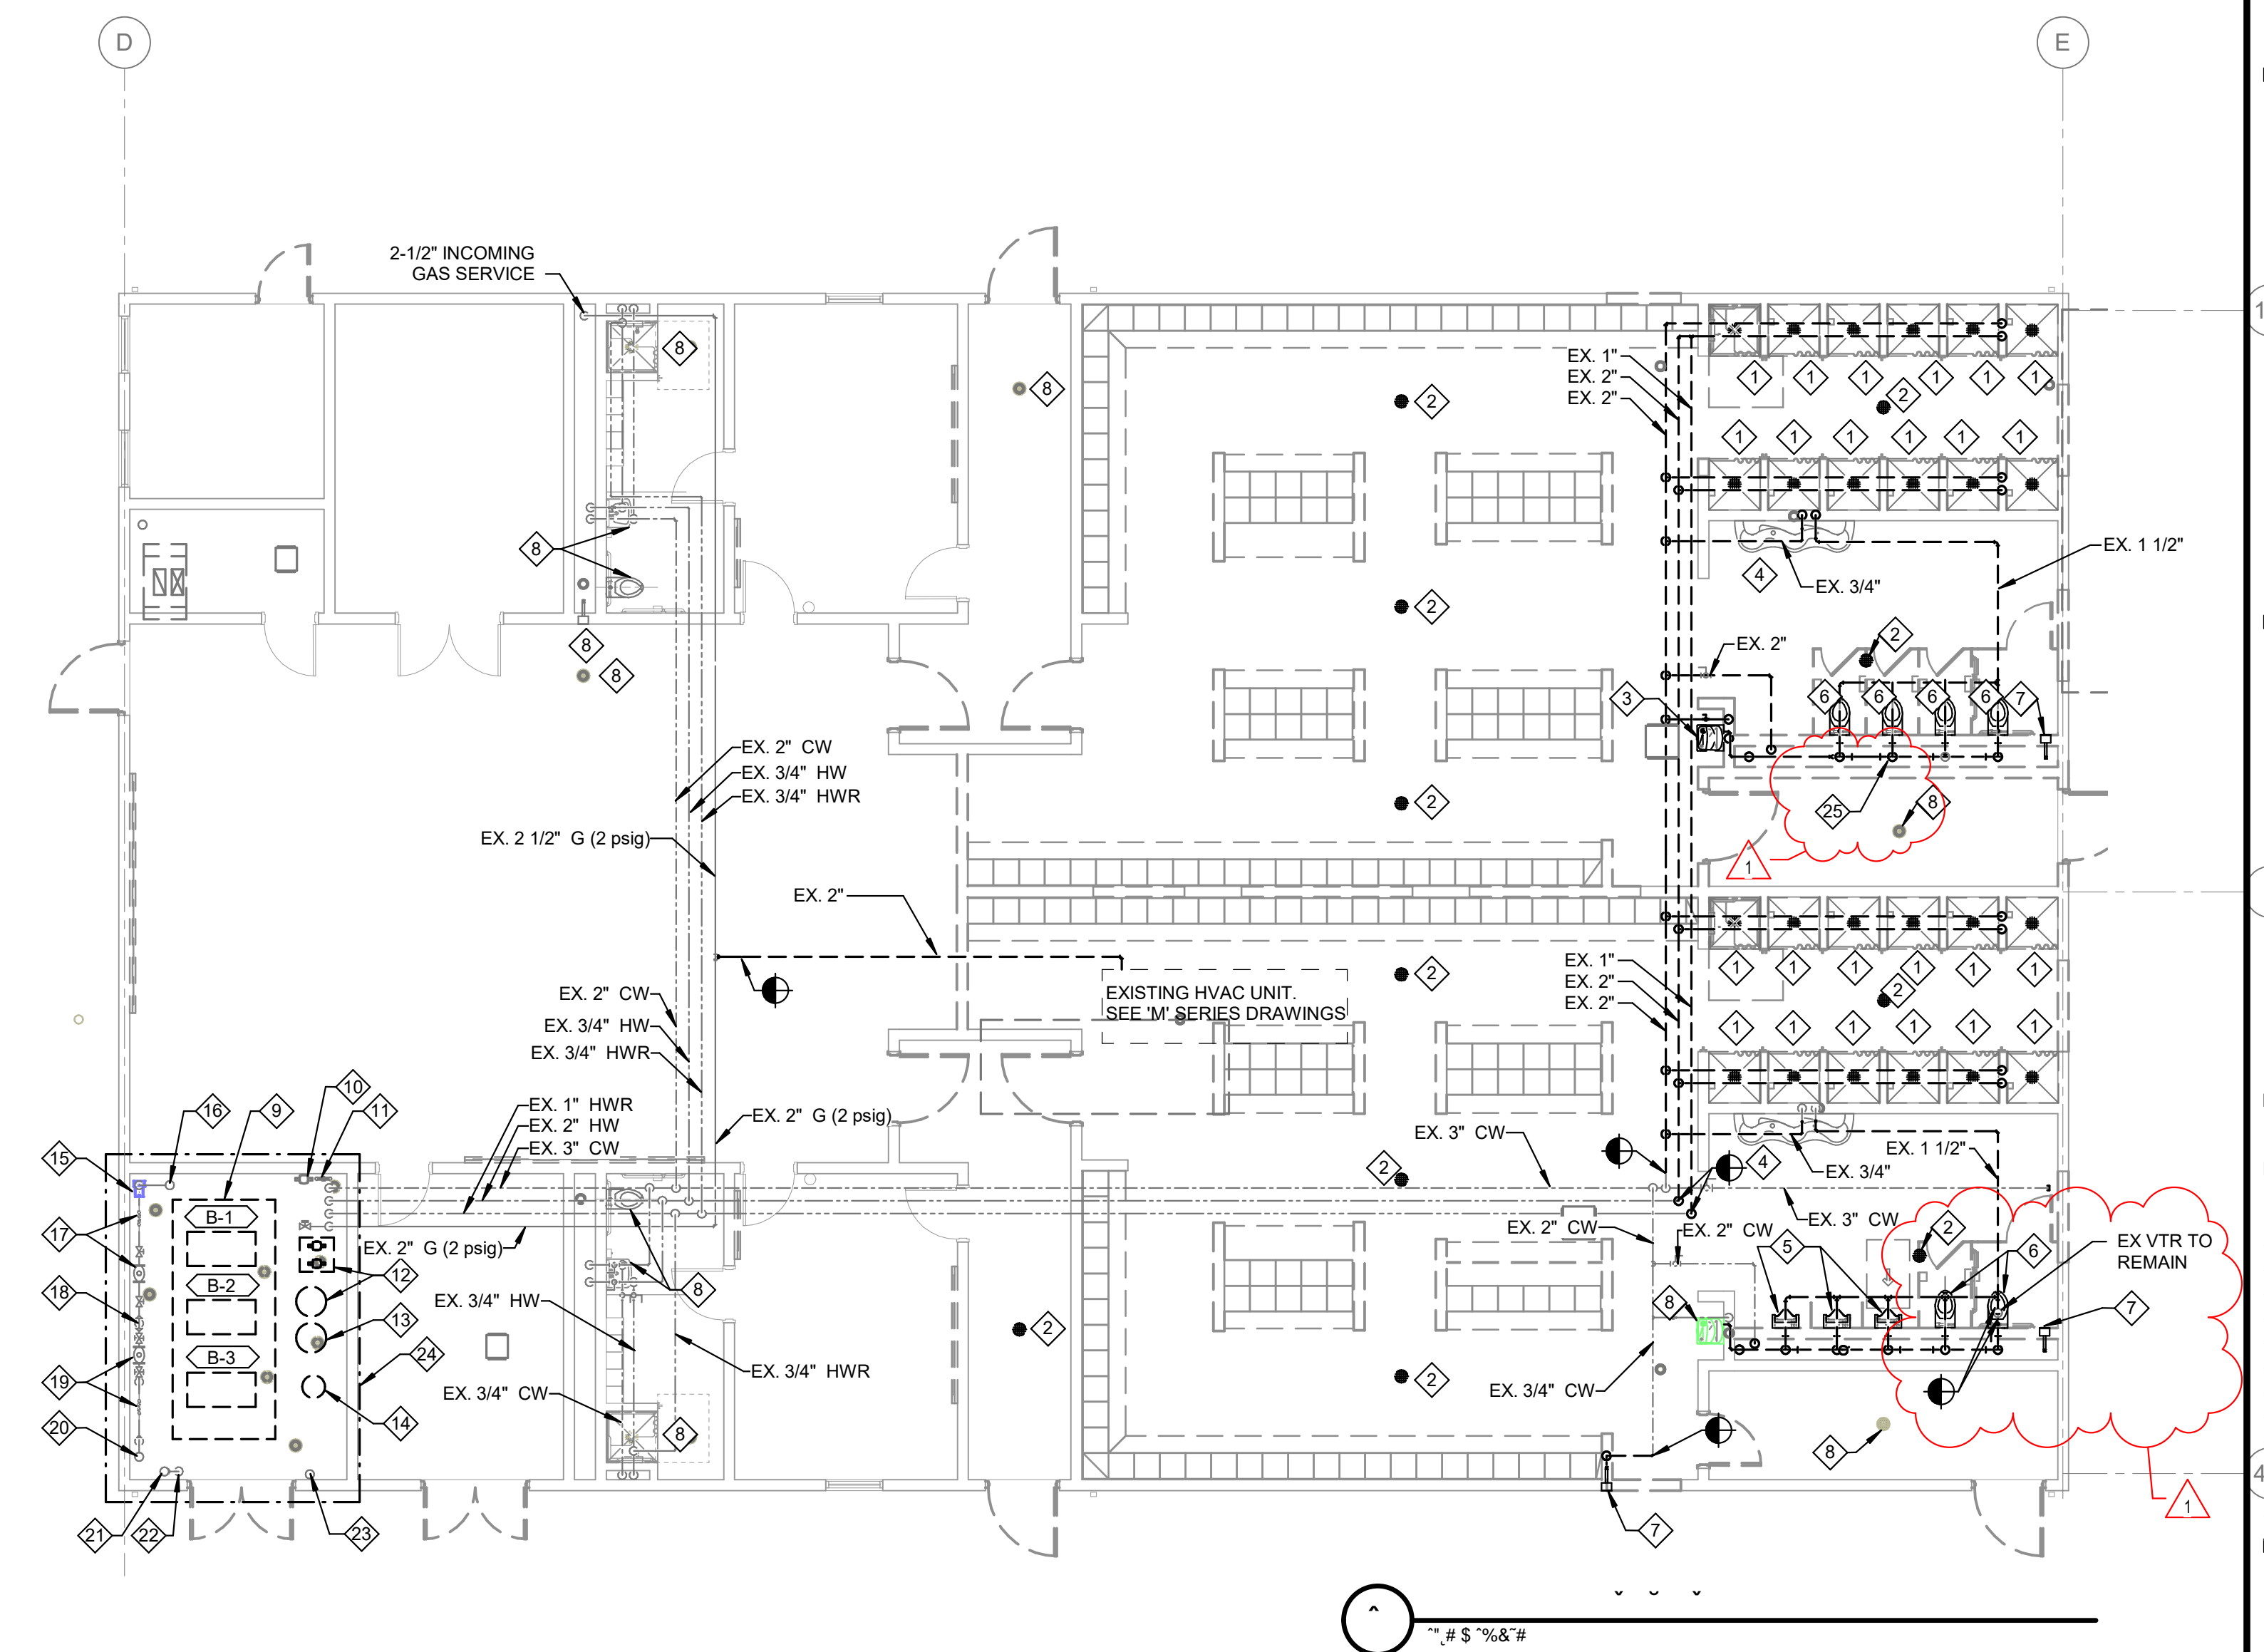 D
E
2-1/2" INCOMING
GAS SERVICE
1
8
8
2
EX. 1"
EX. 2"
EX. 2"
1
1
1
1
1
1
2
1
1
1
1
1
1
8
EX. 1 1/2"
4
EX. 3/4"
2
8
8
2
EX. 2"
3
6
6
6
6
7
EX. 2" CW
EX. 3/4" HW
EX. 3/4" HWR
EX. 2 1/2" G (2 psig)
2
25
8
1
EX. 2"
EXISTING HVAC UNIT.
SEE 'M' SERIES DRAWINGS
2
EX. 1"
EX. 2"
EX. 2"
1
1
1
1
1
1
2
1
1
1
1
1
1
EX. 2" CW
EX. 3/4" HW
EX. 3/4" HWR
EX. 2" G (2 psig)
16
9
10
11
EX. 1" HWR
EX. 2" HW
EX. 3" CW
EX. 3" CW
15
2
4
EX. 1 1/2"
EX. 3/4"
B-1
17
EX. 2" G (2 psig)
EX. 2" CW
EX. 2" CW
EX. 3" CW
5
2
6
EX VTR TO
REMAIN
12
B-2
18
8
EX. 3/4" HW
13
8
7
2
B-3
24
EX. 3/4" HWR
19
EX. 3/4" CW
14
2
EX. 3/4" CW
20
8
8
1
21
22
23
7
4